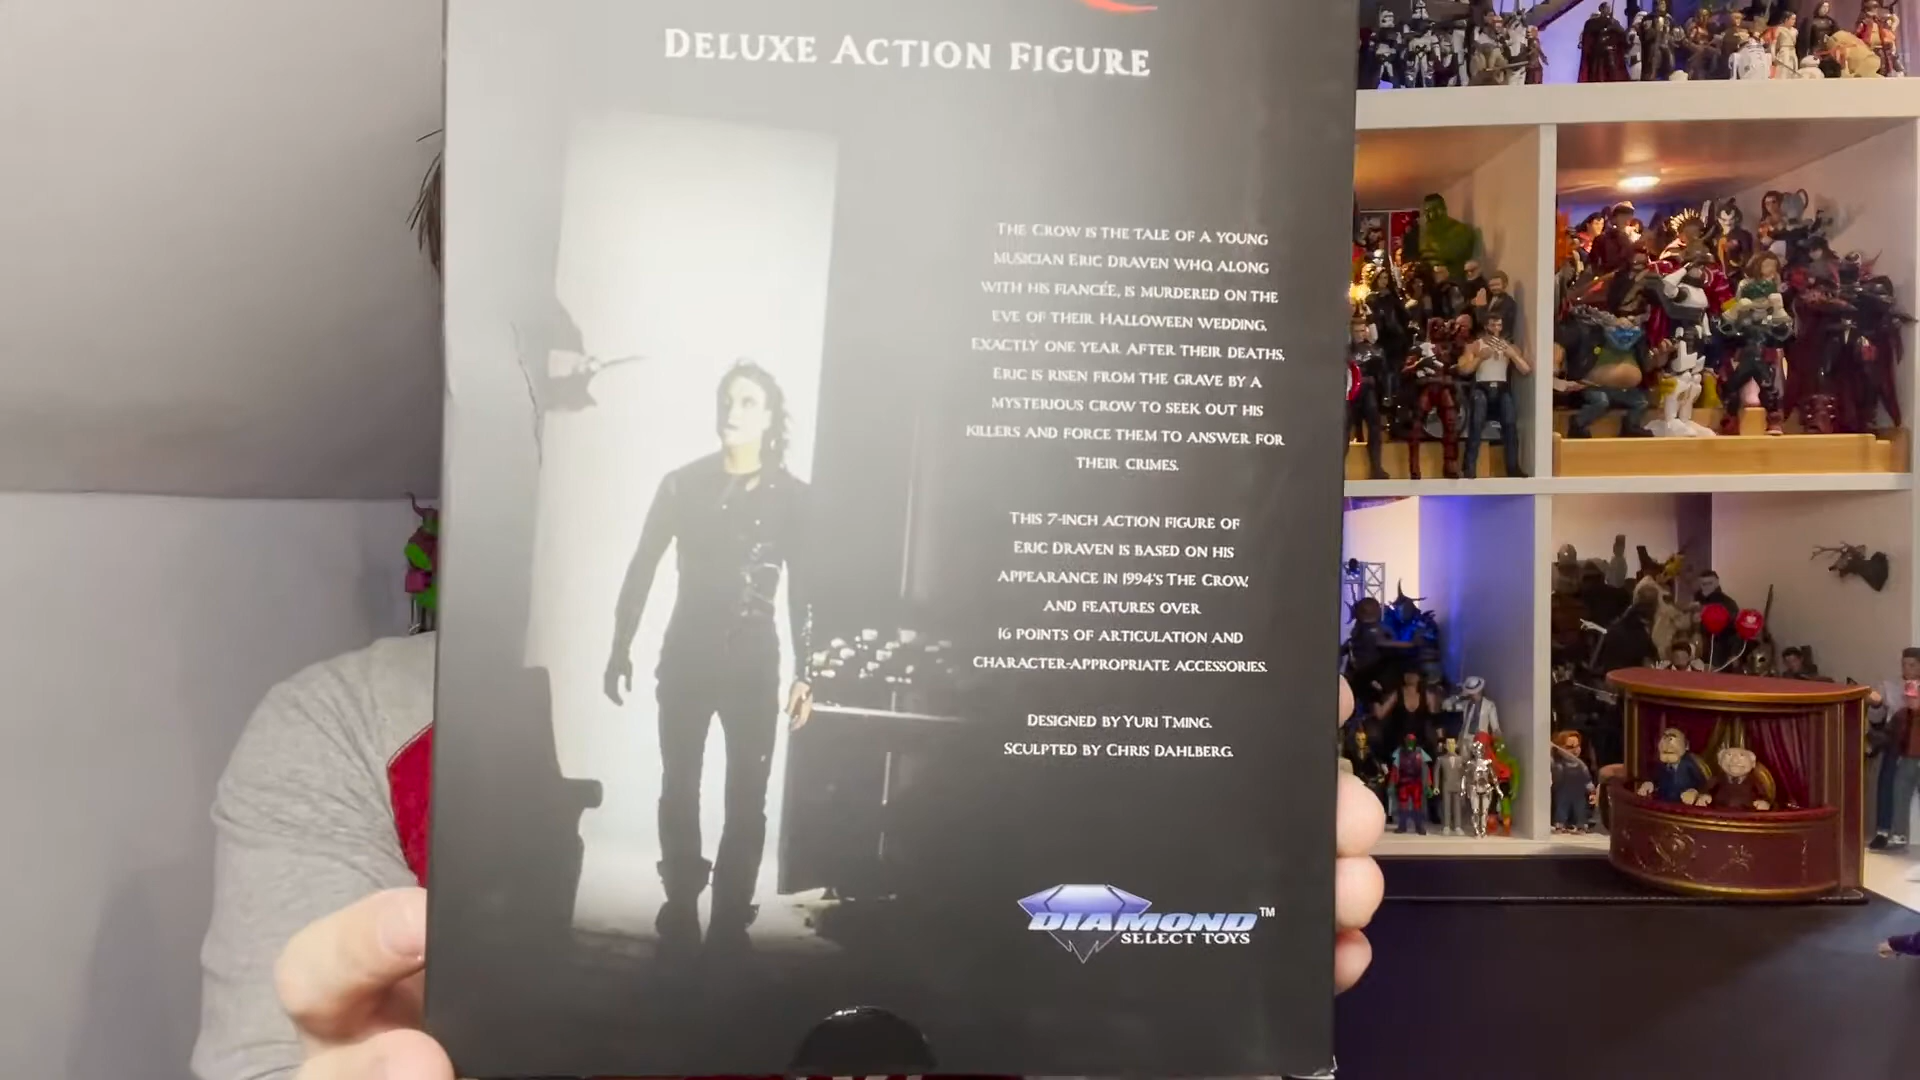 DELUXE ACTION FIGURE
THE CROW IS THE TALE OF A YOUNG
MUSICIAN ERIC DRAVEN WHO, ALONG
WITH HIS FIANCÉE, IS MURDERED ON THE
EVE OF THEIR HALLOWEEN WEDDING.
EXACTLY ONE YEAR AFTER THEIR DEATHS,
ERIC IS RISEN FROM THE GRAVE BY A
MYSTERIOUS CROW TO SEEK OUT HIS
KILLERS AND FORCE THEM TO ANSWER FOR
THEIR CRIMES.
THIS 7-INCH ACTION FIGURE OF
ERIC DRAVEN IS BASED ON HIS
APPEARANCE IN 1994'S THE CROW,
AND FEATURES OVER
16 POINTS OF ARTICULATION AND
CHARACTER-APPROPRIATE ACCESSORIES.
DESIGNED BY YURI TMING.
SCULPTED BY CHRIS DAHLBERG.
DIAMOND™
SELECT TOYS